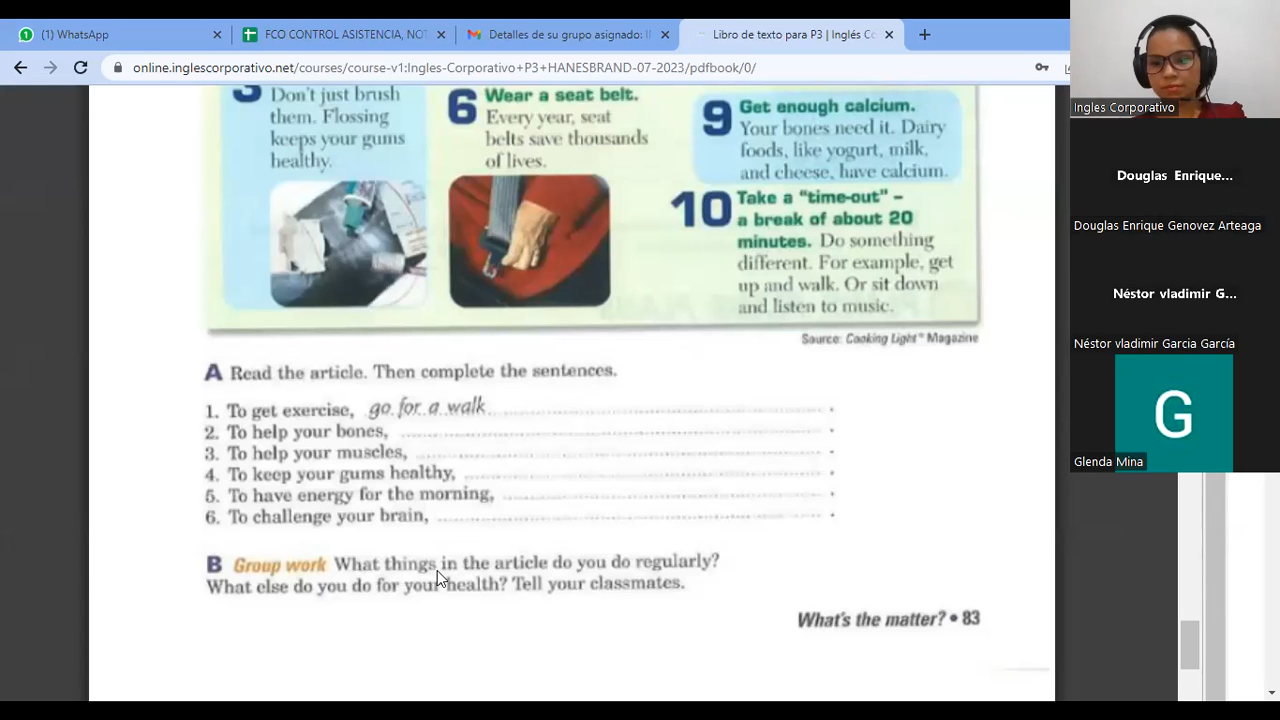 (1) WhatsApp
FCO CONTROL ASISTENCIA, NOT
Detalles de su grupo asignado: II
Libro de texto para P3 | Inglés Co
online.inglescorporativo.net/courses/course-v1:Ingles-Corporativo+P3+HANESBRAND-07-2023/pdfbook/0/
Don't just brush
them. Flossing
keeps your gums
healthy.
6 Wear a seat belt.
Every year, seat
belts save thousands
of lives.
9 Get enough calcium.
Your bones need it. Dairy
foods, like yogurt, milk,
and cheese, have calcium.
10 Take a "time-out" –
a break of about 20
minutes. Do something
different. For example, get
up and walk. Or sit down
and listen to music.
Source: Cooking Light® Magazine
A Read the article. Then complete the sentences.
1. To get exercise, go for a walk .
2. To help your bones, .
3. To help your muscles, .
4. To keep your gums healthy, .
5. To have energy for the morning, .
6. To challenge your brain, .
B Group work What things in the article do you do regularly?
What else do you do for your health? Tell your classmates.
What's the matter? • 83
Ingles Corporativo
Douglas Enrique...
Douglas Enrique Genovez Arteaga
Néstor vladimir G...
Néstor vladimir Garcia García
G
Glenda Mina